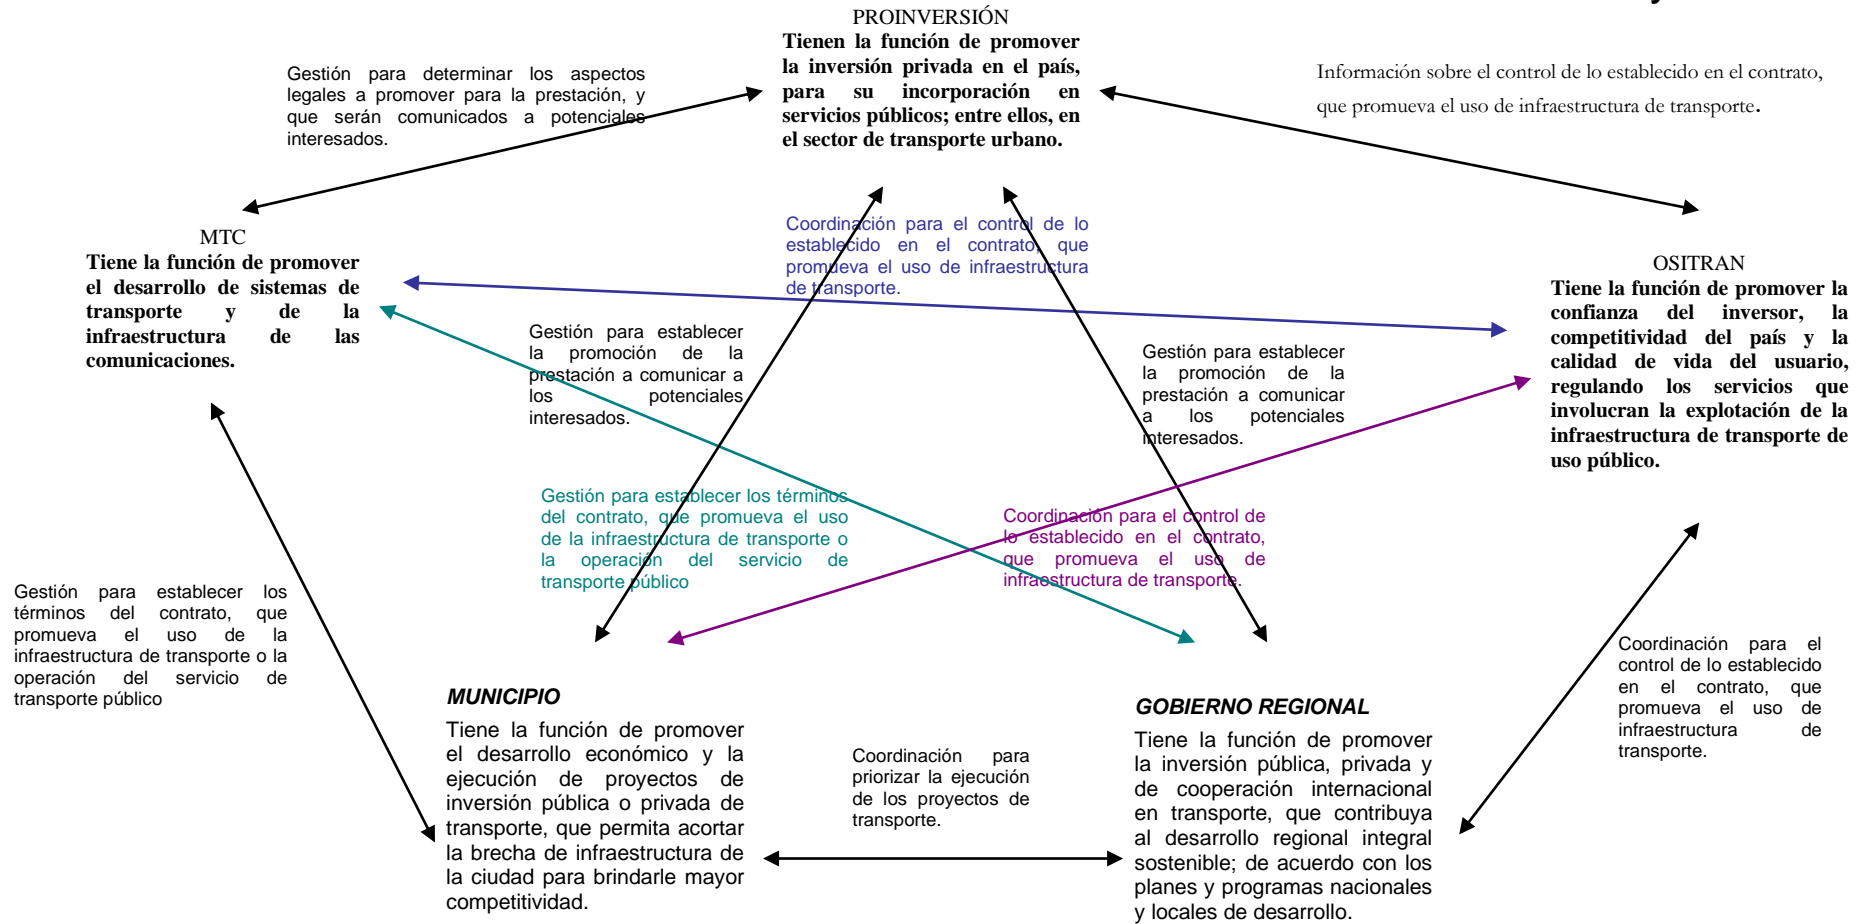 PROINVERSIÓN
Tienen la función de promover
la inversión privada en el país,
para su incorporación en
servicios públicos; entre ellos, en
el sector de transporte urbano.
Gestión para determinar los aspectos
legales a promover para la prestación, y
que serán comunicados a potenciales
interesados.
Información sobre el control de lo establecido en el contrato,
que promueva el uso de infraestructura de transporte.
MTC
Tiene la función de promover
el desarrollo de sistemas de
transporte y de la
infraestructura de las
comunicaciones.
Coordinación para el control de lo
establecido en el contrato, que
promueva el uso de infraestructura
de transporte.
OSITRAN
Tiene la función de promover la
confianza del inversor, la
competitividad del país y la
calidad de vida del usuario,
regulando los servicios que
involucran la explotación de la
infraestructura de transporte de
uso público.
Gestión para establecer
la promoción de la
prestación a comunicar a
los potenciales
interesados.
Gestión para establecer
la promoción de la
prestación a comunicar
a los potenciales
interesados.
Gestión para establecer los términos
del contrato, que promueva el uso
de la infraestructura de transporte o
la operación del servicio de
transporte público
Coordinación para el control de
lo establecido en el contrato,
que promueva el uso de
infraestructura de transporte.
Gestión para establecer los
términos del contrato, que
promueva el uso de la
infraestructura de transporte o la
operación del servicio de
transporte público
Coordinación para el
control de lo establecido
en el contrato, que
promueva el uso de
infraestructura de
transporte.
MUNICIPIO
Tiene la función de promover
el desarrollo económico y la
ejecución de proyectos de
inversión pública o privada de
transporte, que permita acortar
la brecha de infraestructura de
la ciudad para brindarle mayor
competitividad.
Coordinación para
priorizar la ejecución
de los proyectos de
transporte.
GOBIERNO REGIONAL
Tiene la función de promover
la inversión pública, privada y
de cooperación internacional
en transporte, que contribuya
al desarrollo regional integral
sostenible; de acuerdo con los
planes y programas nacionales
y locales de desarrollo.